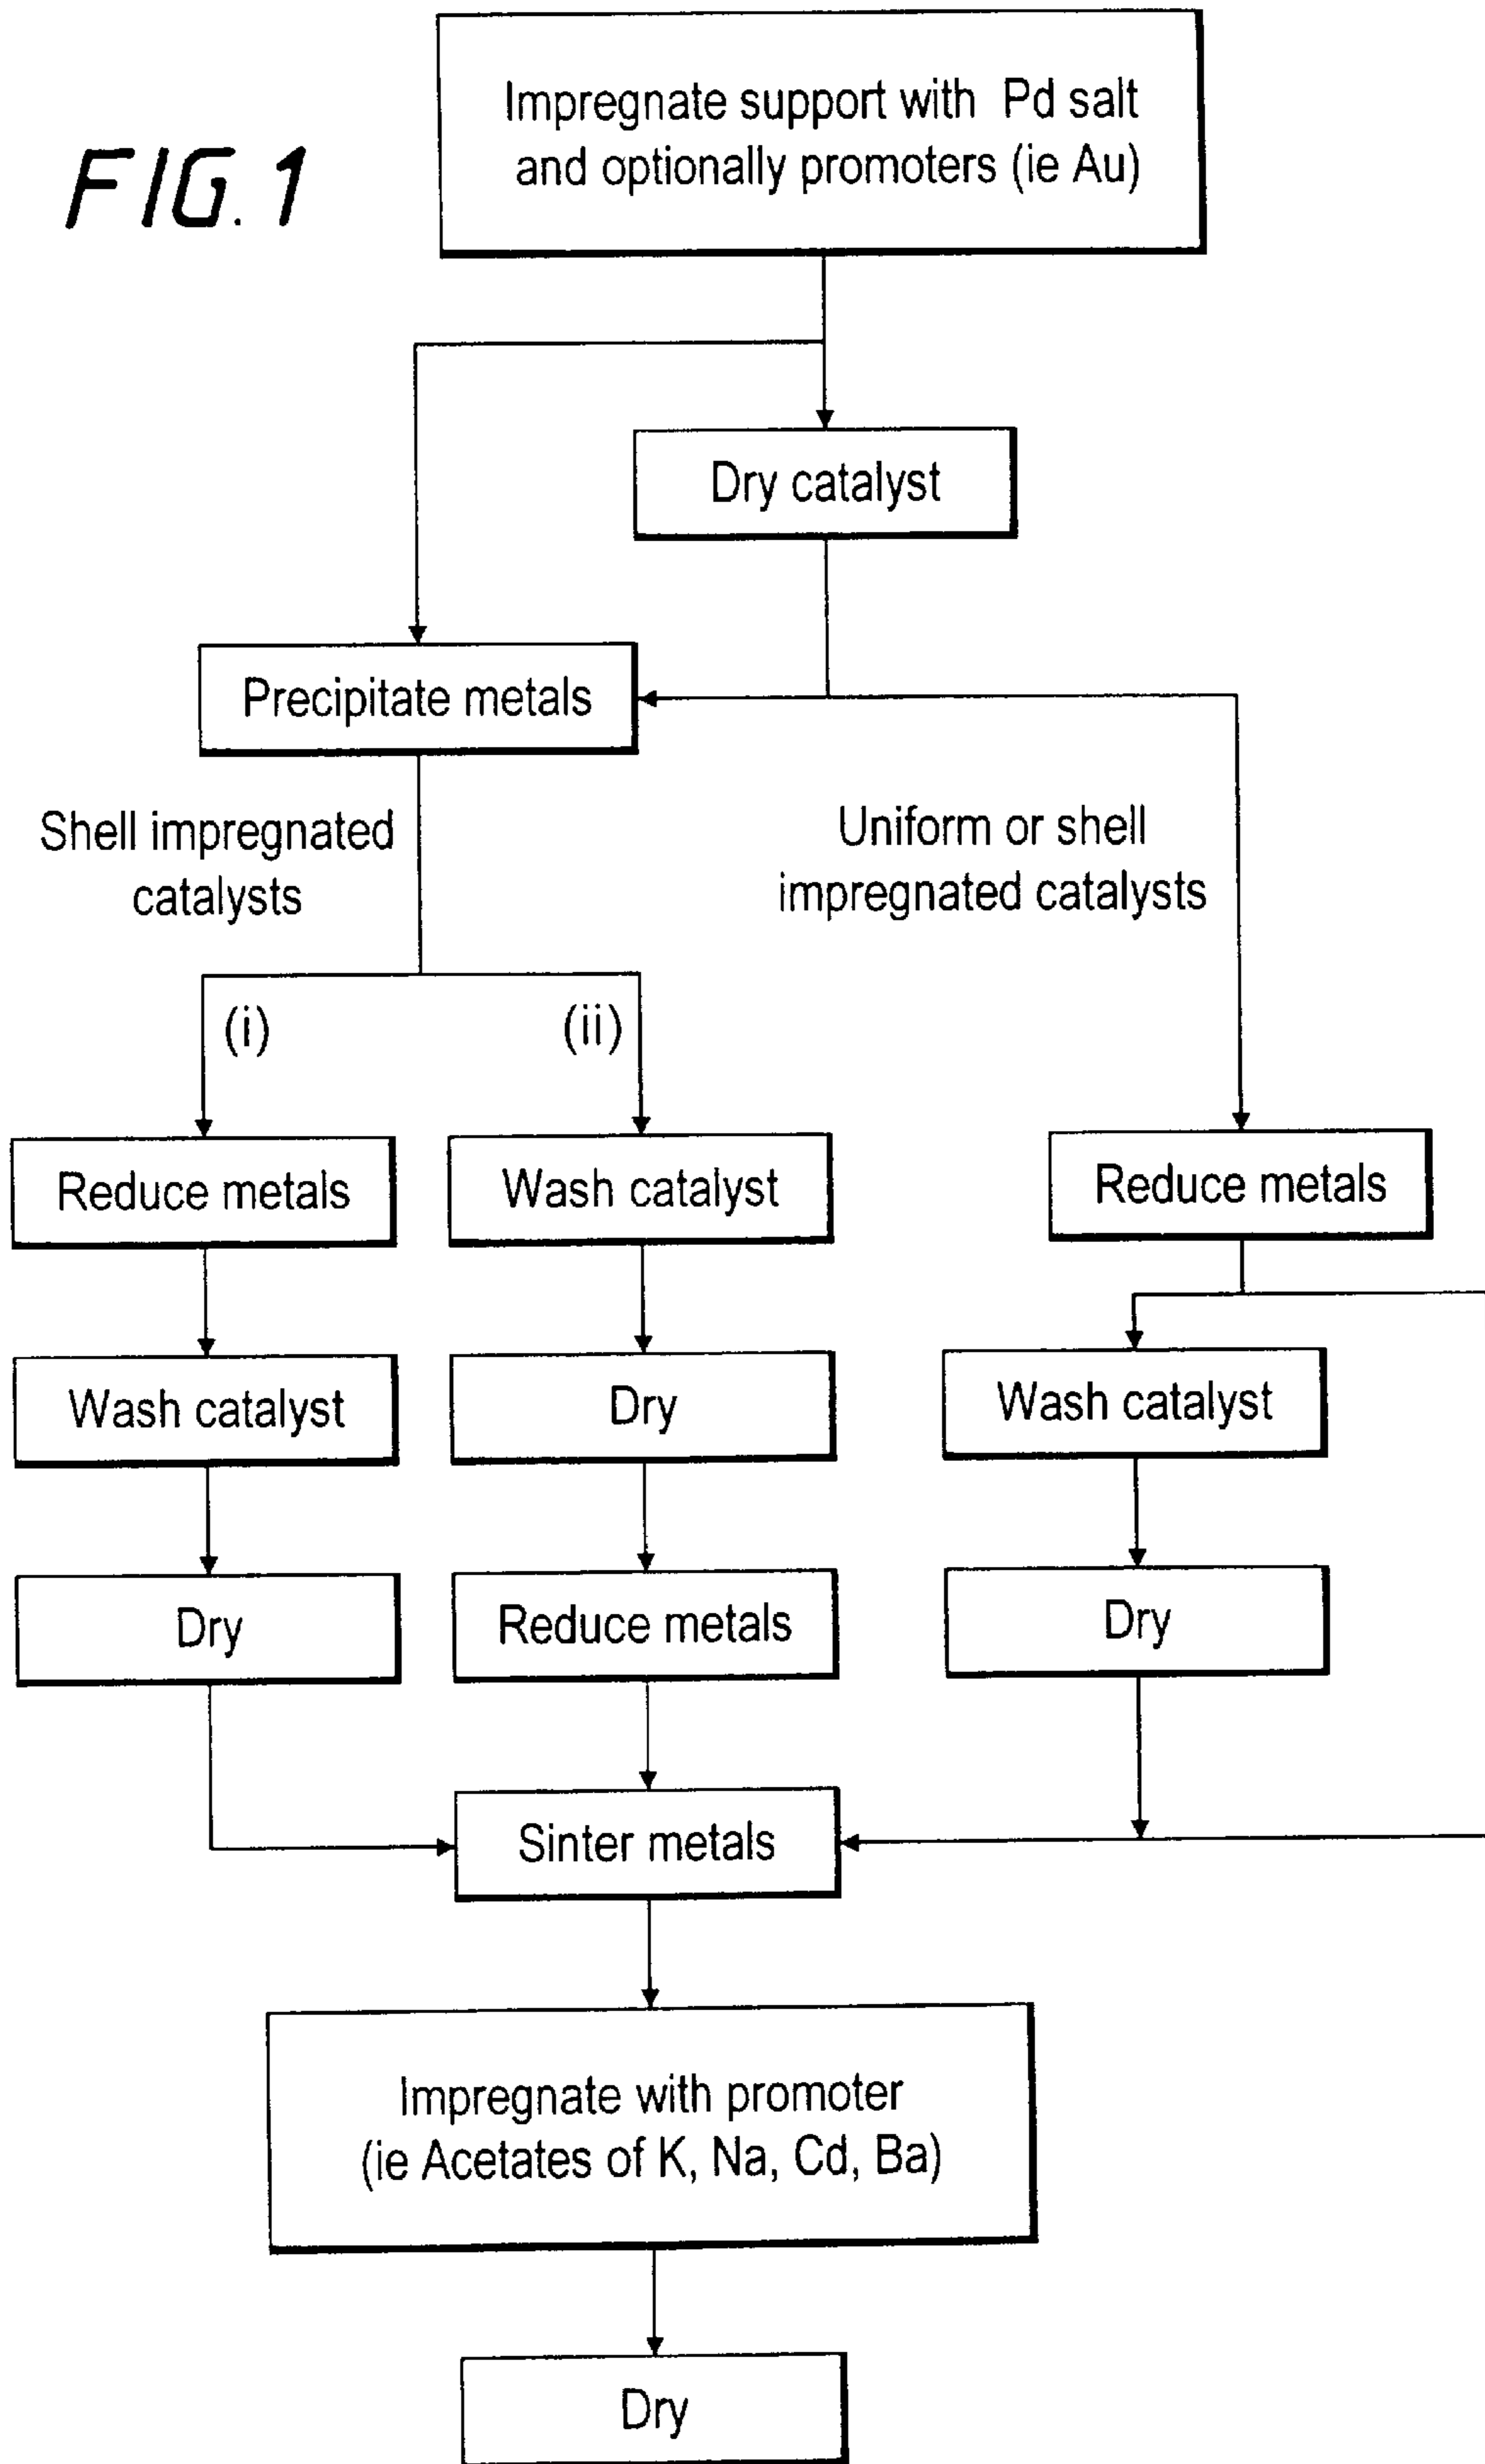 FIG. 1
Impregnate support with Pd salt
and optionally promoters (ie Au)
Dry catalyst
Precipitate metals
Shell impregnated
catalysts
Uniform or shell
impregnated catalysts
(i)
(ii)
Reduce metals
Wash catalyst
Reduce metals
Wash catalyst
Dry
Wash catalyst
Dry
Reduce metals
Dry
Sinter metals
Impregnate with promoter
(ie Acetates of K, Na, Cd, Ba)
Dry